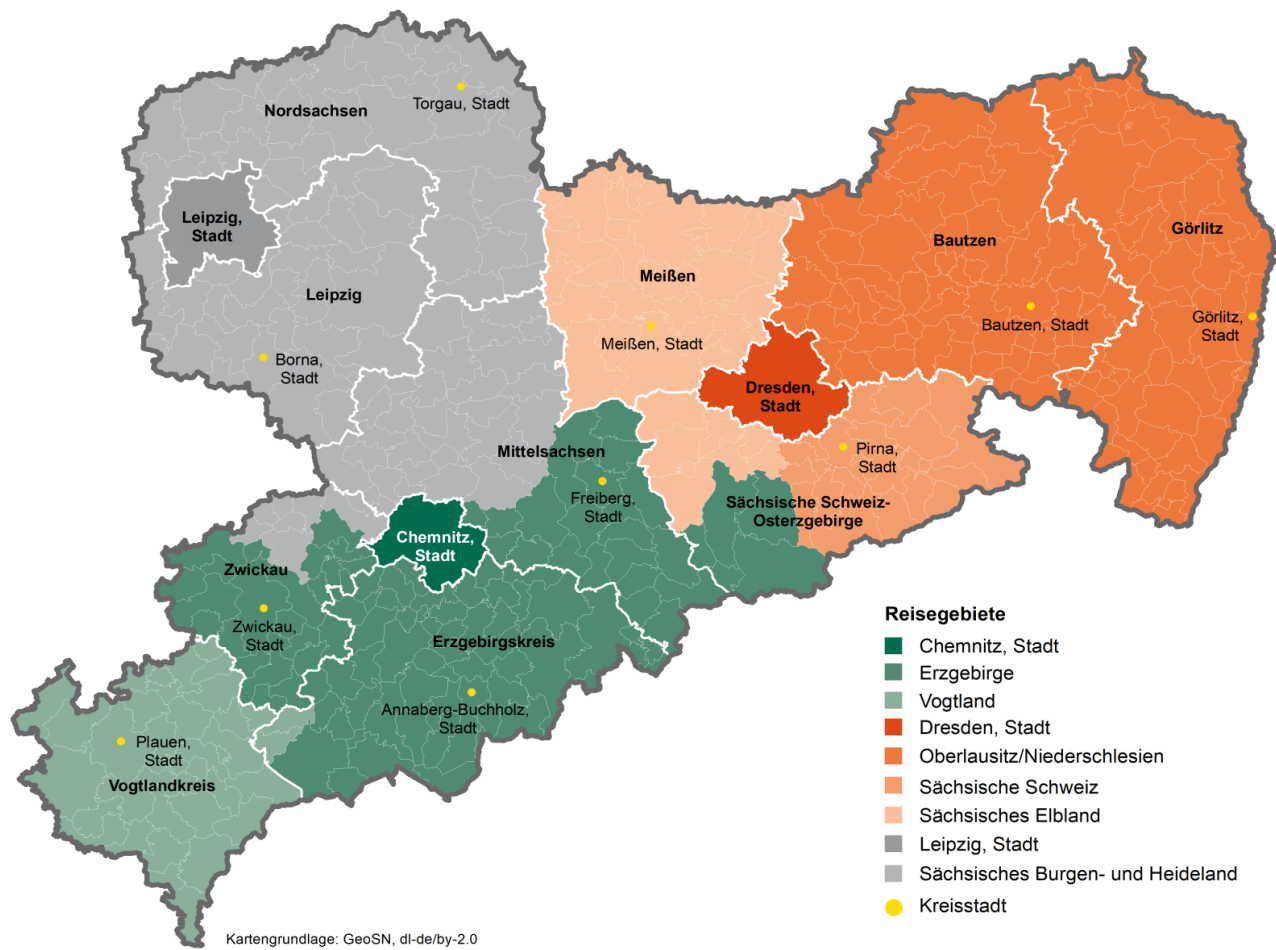 Nordsachsen
Torgau, Stadt
Leipzig,
Stadt
Leipzig
Borna,
Stadt
Meißen
Meißen, Stadt
Bautzen
Bautzen, Stadt
Görlitz
Görlitz,
Stadt
Dresden,
Stadt
Pirna,
Stadt
Mittelsachsen
Freiberg,
Stadt
Sächsische Schweiz-
Osterzgebirge
Chemnitz,
Stadt
Zwickau
Zwickau,
Stadt
Erzgebirgskreis
Annaberg-Buchholz,
Stadt
Plauen,
Stadt
Vogtlandkreis
Reisegebiete
Chemnitz, Stadt
Erzgebirge
Vogtland
Dresden, Stadt
Oberlausitz/Niederschlesien
Sächsische Schweiz
Sächsisches Elbland
Leipzig, Stadt
Sächsisches Burgen- und Heideland
Kreisstadt
Kartengrundlage: GeoSN, dl-de/by-2.0